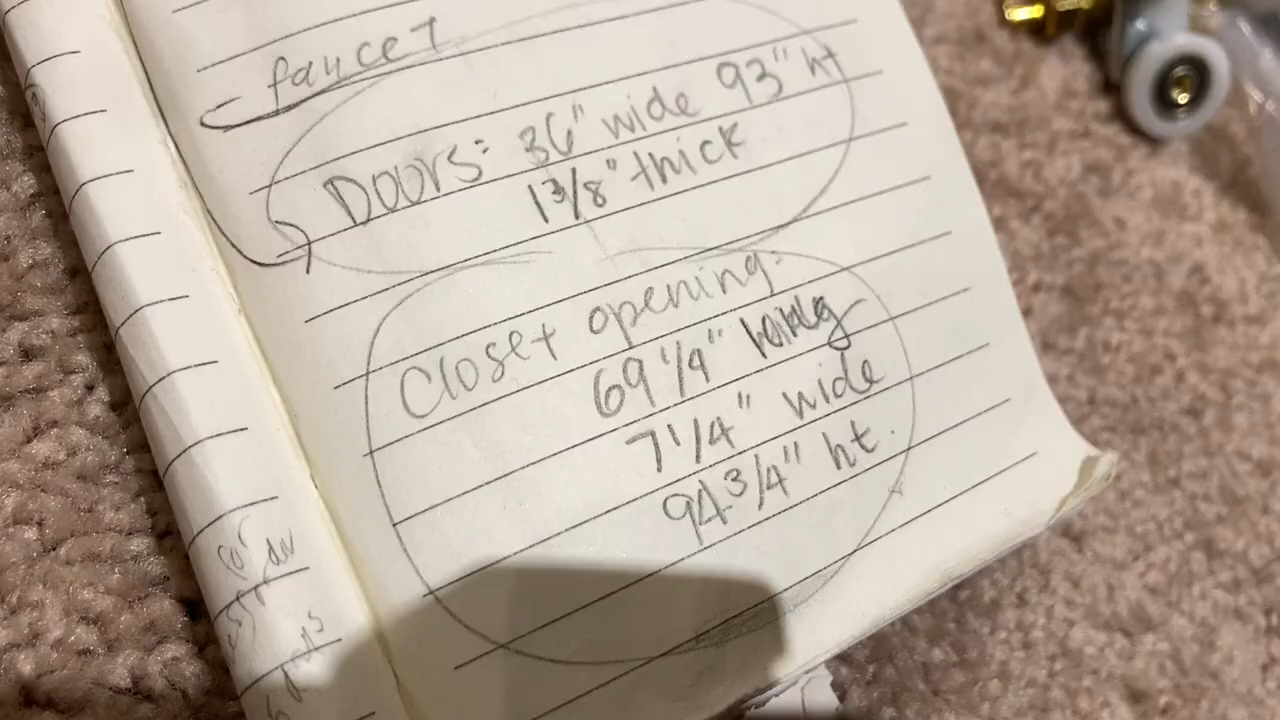 - faucet
Doors: 36" wide 93" ht
1 3/8" thick
Closet opening:
69 1/4" long
7 1/4" wide
94 3/4" ht.